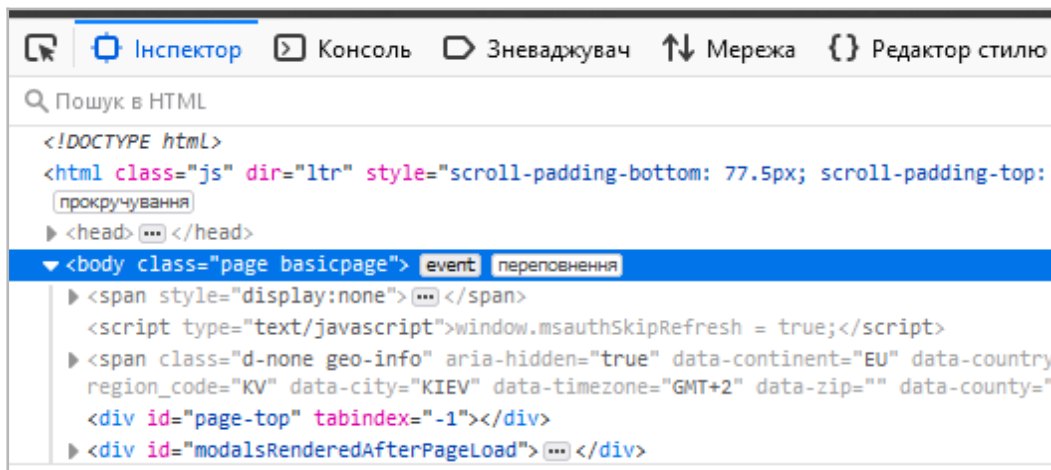 Інспектор Консоль Зневаджувач Мережа {} Редактор стилю
Пошук в HTML
<!DOCTYPE html>
<html class="js" dir="ltr" style="scroll-padding-bottom: 77.5px; scroll-padding-top:
прокручування
<head> ••• </head>
<body class="page basicpage"> event переповнення
<span style="display:none"> ••• </span>
<script type="text/javascript">window.msauthSkipRefresh = true;</script>
<span class="d-none geo-info" aria-hidden="true" data-continent="EU" data-country
region_code="KV" data-city="KIEV" data-timezone="GMT+2" data-zip="" data-county="
<div id="page-top" tabindex="-1"></div>
<div id="modalsRenderedAfterPageLoad"> ••• </div>